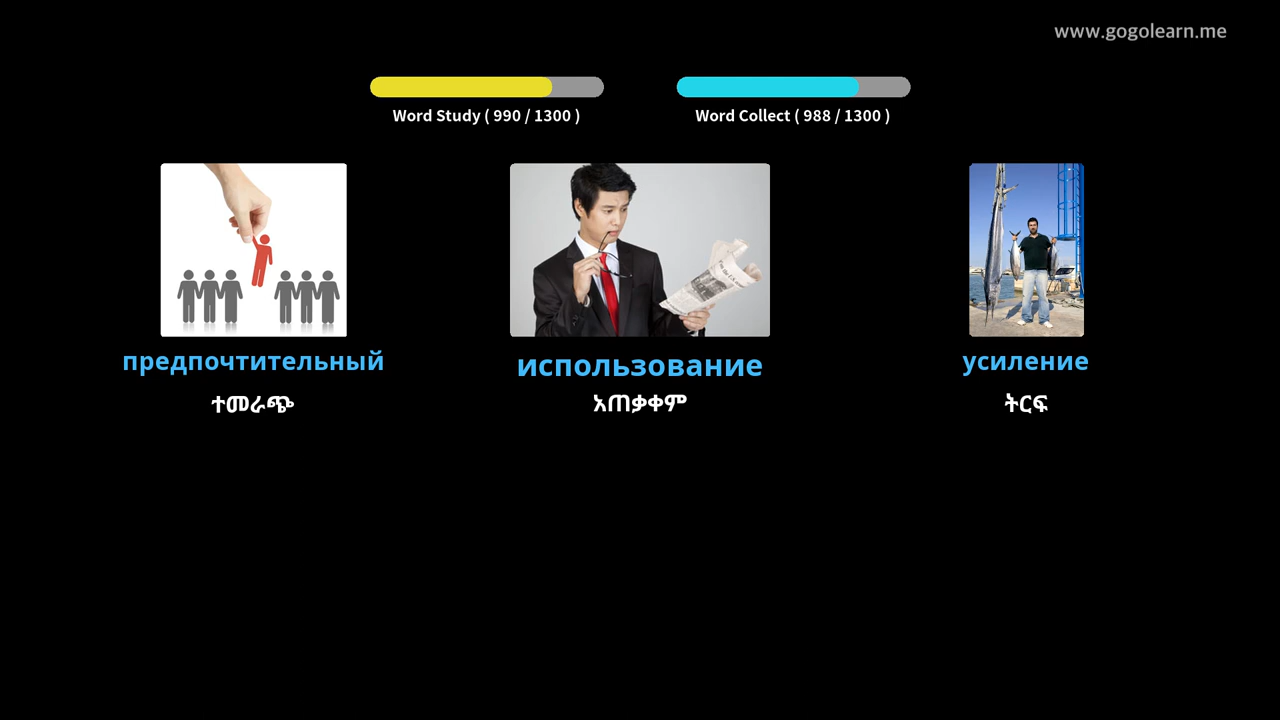 www.gogolearn.me
Word Study ( 990 / 1300 )
Word Collect ( 988 / 1300 )
предпочтительный
использование
усиление
ተመራጭ
አጠቃቀም
ትርፍ